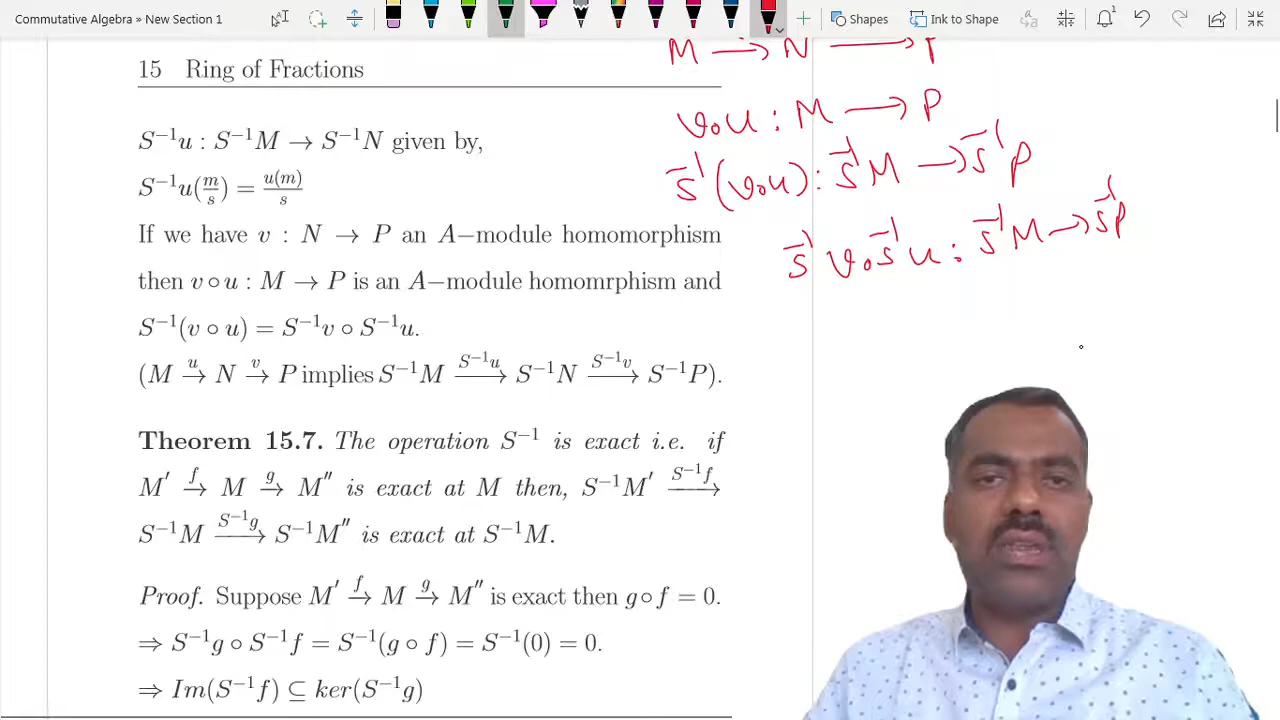 Commutative Algebra » New Section 1
Shapes
Ink to Shape
M → N → P
v∘u : M → P
S⁻¹(v∘u) : S⁻¹M → S⁻¹P
S⁻¹v∘S⁻¹u : S⁻¹M → S⁻¹P
15 Ring of Fractions
S⁻¹u : S⁻¹M → S⁻¹N given by,
S⁻¹u(m/s) = u(m)/s
If we have v : N → P an A−module homomorphism
then v ∘ u : M → P is an A−module homomrphism and
S⁻¹(v ∘ u) = S⁻¹v ∘ S⁻¹u.
(M —u→ N —v→ P implies S⁻¹M —S⁻¹u→ S⁻¹N —S⁻¹v→ S⁻¹P).
Theorem 15.7. The operation S⁻¹ is exact i.e. if
M′ —f→ M —g→ M″ is exact at M then, S⁻¹M′ —S⁻¹f→
S⁻¹M —S⁻¹g→ S⁻¹M″ is exact at S⁻¹M.
Proof. Suppose M′ —f→ M —g→ M″ is exact then g∘f = 0.
⇒ S⁻¹g ∘ S⁻¹f = S⁻¹(g ∘ f) = S⁻¹(0) = 0.
⇒ Im(S⁻¹f) ⊆ ker(S⁻¹g)